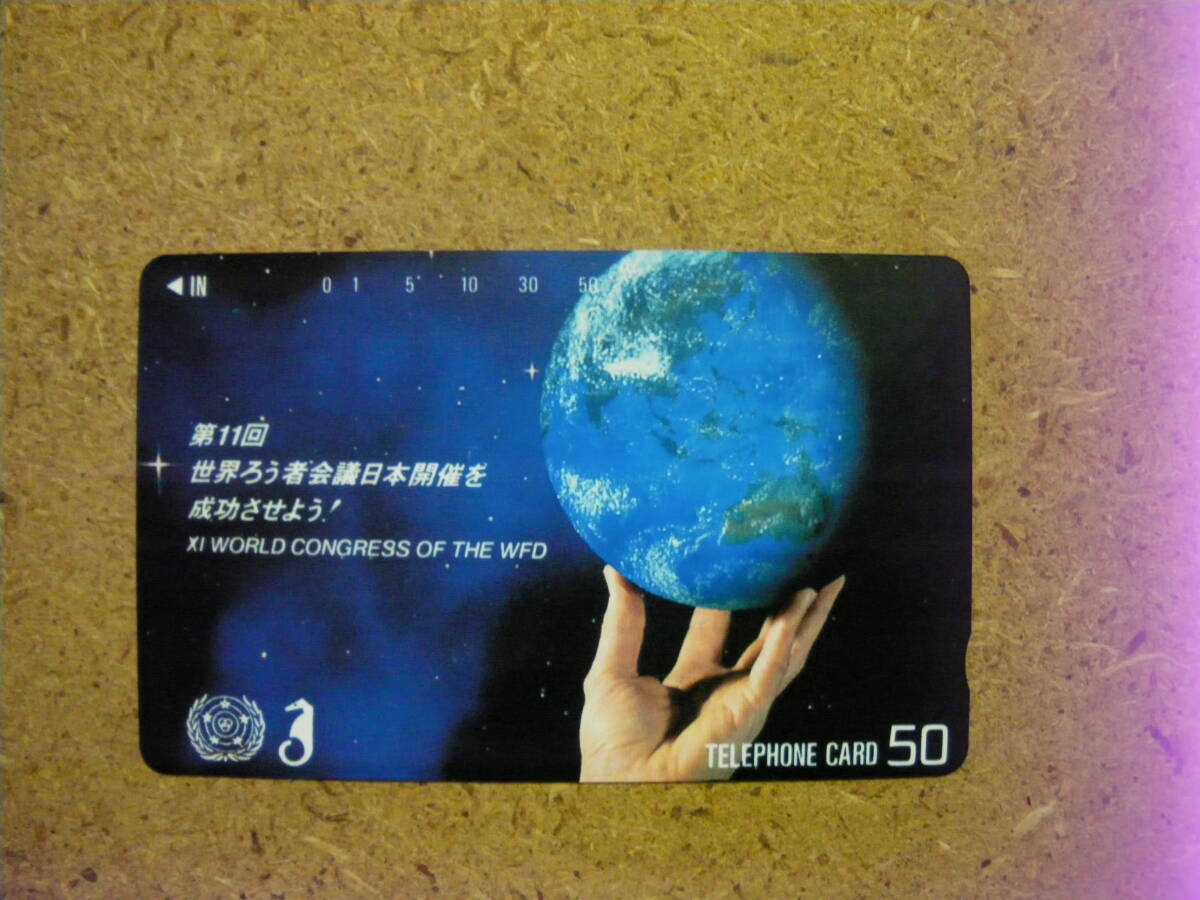 ◀IN 0 1 5 10 30 50
第11回
世界ろう者会議日本開催を
成功させよう!
XI WORLD CONGRESS OF THE WFD
TELEPHONE CARD 50